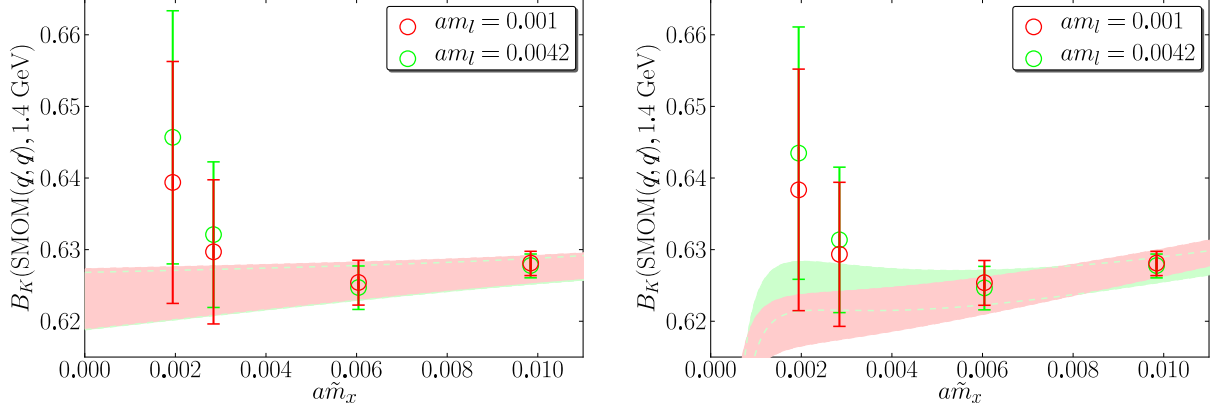 am_l = 0.001
am_l = 0.0042
0.66
0.65
0.64
0.63
0.62
B_K(SMOM(q̸, q̸), 1.4 GeV)
0.000 0.002 0.004 0.006 0.008 0.010
am̃_x
am_l = 0.001
am_l = 0.0042
0.66
0.65
0.64
0.63
0.62
B_K(SMOM(q̸, q̸), 1.4 GeV)
0.000 0.002 0.004 0.006 0.008 0.010
am̃_x